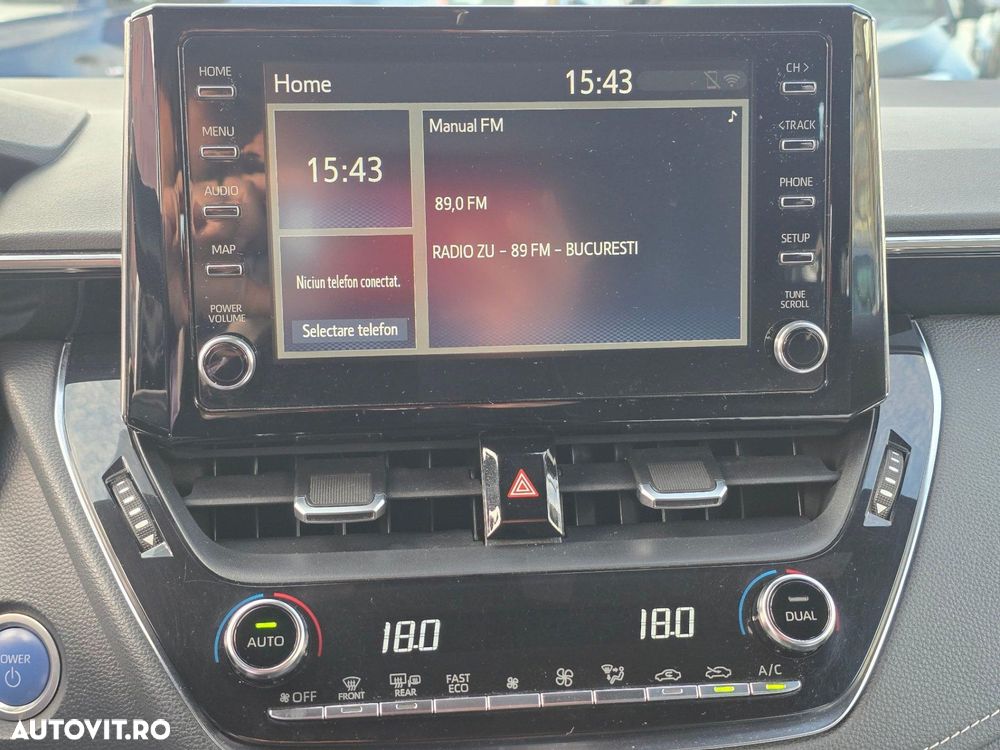 HOME
MENU
AUDIO
MAP
POWER
VOLUME
Home
15:43
15:43
Niciun telefon conectat.
Selectare telefon
Manual FM
89,0 FM
RADIO ZU - 89 FM - BUCURESTI
CH >
< TRACK
PHONE
SETUP
TUNE
SCROLL
AUTO
18.0
18.0
DUAL
OFF
FRONT
REAR
FAST
ECO
A/C
POWER
AUTOVIT.RO